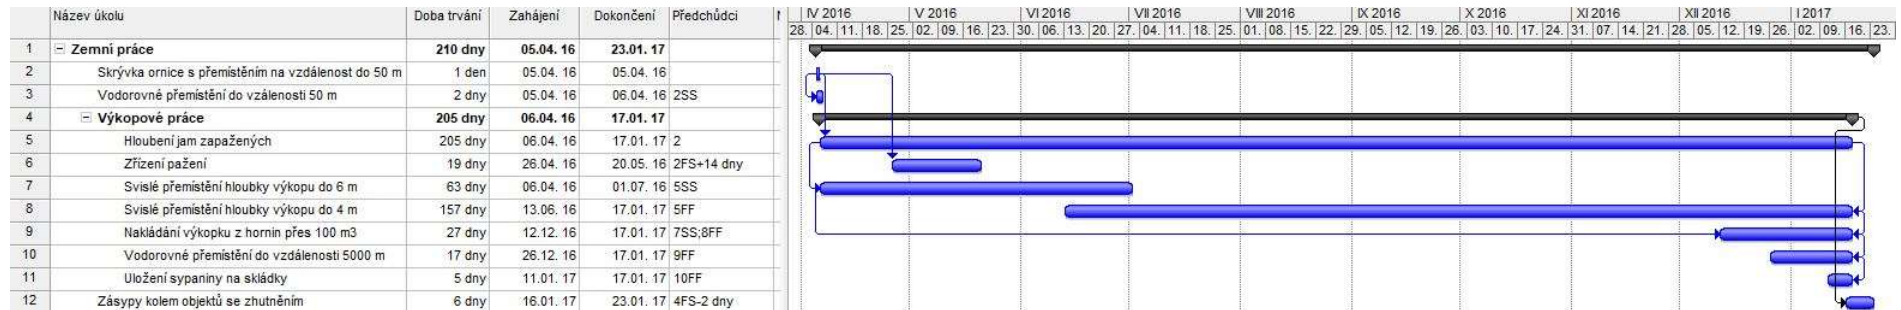 Název úkolu Doba trvání Zahájení Dokončení Předchůdci IV 2016 V 2016 VI 2016 VII 2016 VIII 2016 IX 2016 X 2016 XI 2016 XII 2016 I 2017
28. 04. 11. 18. 25. 02. 09. 16. 23. 30. 06. 13. 20. 27. 04. 11. 18. 25. 01. 08. 15. 22. 29. 05. 12. 19. 26. 03. 10. 17. 24. 31. 07. 14. 21. 28. 05. 12. 19. 26. 02. 09. 16. 23.
1 Zemní práce 210 dny 05.04. 16 23.01. 17
2 Skrývka ornice s přemístěním na vzdálenost do 50 m 1 den 05.04. 16 05.04. 16
3 Vodorovné přemístění do vzálenosti 50 m 2 dny 05.04. 16 06.04. 16 2SS
4 Výkopové práce 205 dny 06.04. 16 17.01. 17
5 Hloubení jam zapažených 205 dny 06.04. 16 17.01. 17 2
6 Zřízení pažení 19 dny 26.04. 16 20.05. 16 2FS+14 dny
7 Svislé přemístění hloubky výkopu do 6 m 63 dny 06.04. 16 01.07. 16 5SS
8 Svislé přemístění hloubky výkopu do 4 m 157 dny 13.06. 16 17.01. 17 5FF
9 Nakládání výkopku z hornin přes 100 m3 27 dny 12.12. 16 17.01. 17 7SS;8FF
10 Vodorovné přemístění do vzdálenosti 5000 m 17 dny 26.12. 16 17.01. 17 9FF
11 Uložení sypaniny na skládky 5 dny 11.01. 17 17.01. 17 10FF
12 Zásypy kolem objektů se zhutněním 6 dny 16.01. 17 23.01. 17 4FS-2 dny